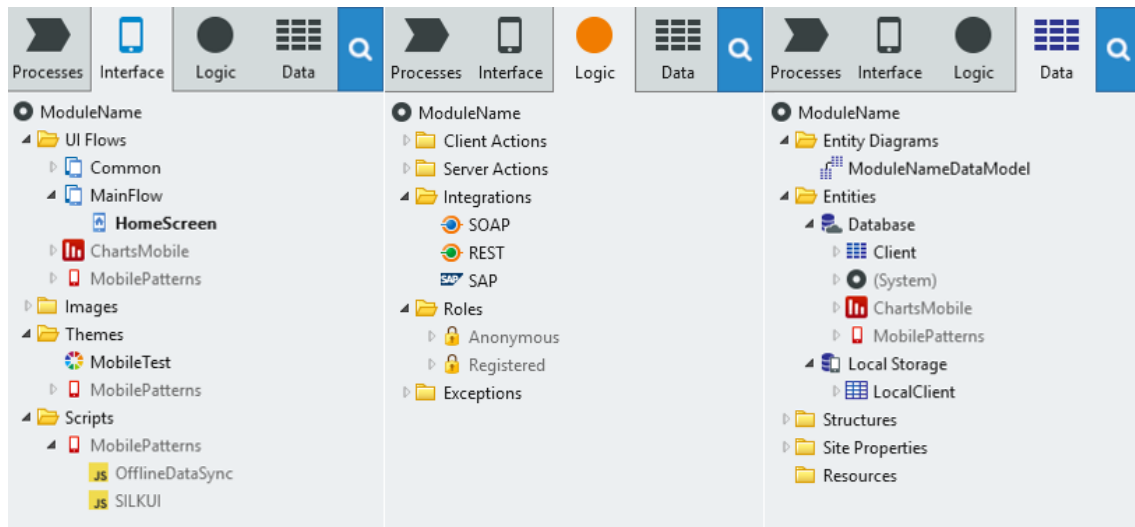 Processes Interface Logic Data
ModuleName
UI Flows
Common
MainFlow
HomeScreen
ChartsMobile
MobilePatterns
Images
Themes
MobileTest
MobilePatterns
Scripts
MobilePatterns
JS OfflineDataSync
JS SILKUI
Processes Interface Logic Data
ModuleName
Client Actions
Server Actions
Integrations
SOAP
REST
SAP SAP
Roles
Anonymous
Registered
Exceptions
Processes Interface Logic Data
ModuleName
Entity Diagrams
ModuleNameDataModel
Entities
Database
Client
(System)
ChartsMobile
MobilePatterns
Local Storage
LocalClient
Structures
Site Properties
Resources